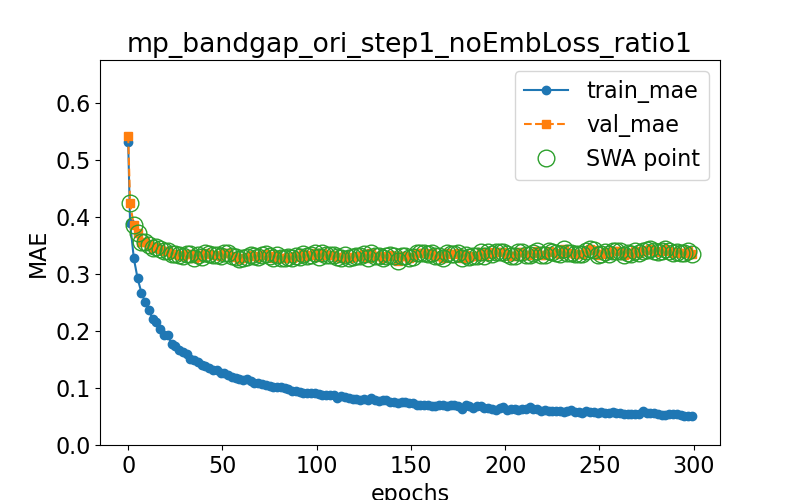 mp_bandgap_ori_step1_noEmbLoss_ratio1
train_mae
val_mae
SWA point
MAE
0.6
0.5
0.4
0.3
0.2
0.1
0.0
0 50 100 150 200 250 300
epochs